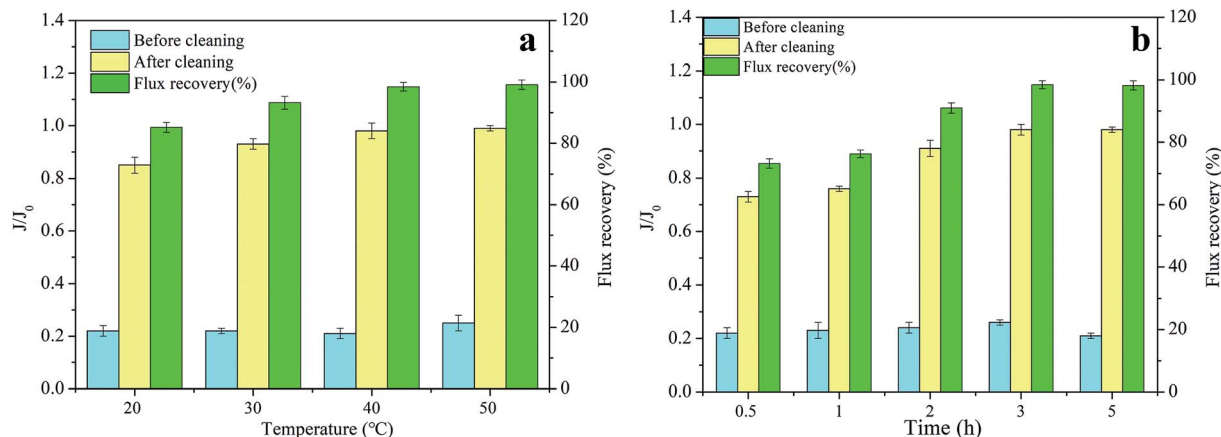 a
Before cleaning
After cleaning
Flux recovery(%)
1.4
1.2
1.0
0.8
0.6
0.4
0.2
0.0
J/J₀
120
100
80
60
40
20
0
Flux recovery (%)
20 30 40 50
Temperature (°C)
b
Before cleaning
After cleaning
Flux recovery(%)
1.4
1.2
1.0
0.8
0.6
0.4
0.2
0.0
J/J₀
120
100
80
60
40
20
0
Flux recovery (%)
0.5 1 2 3 5
Time (h)